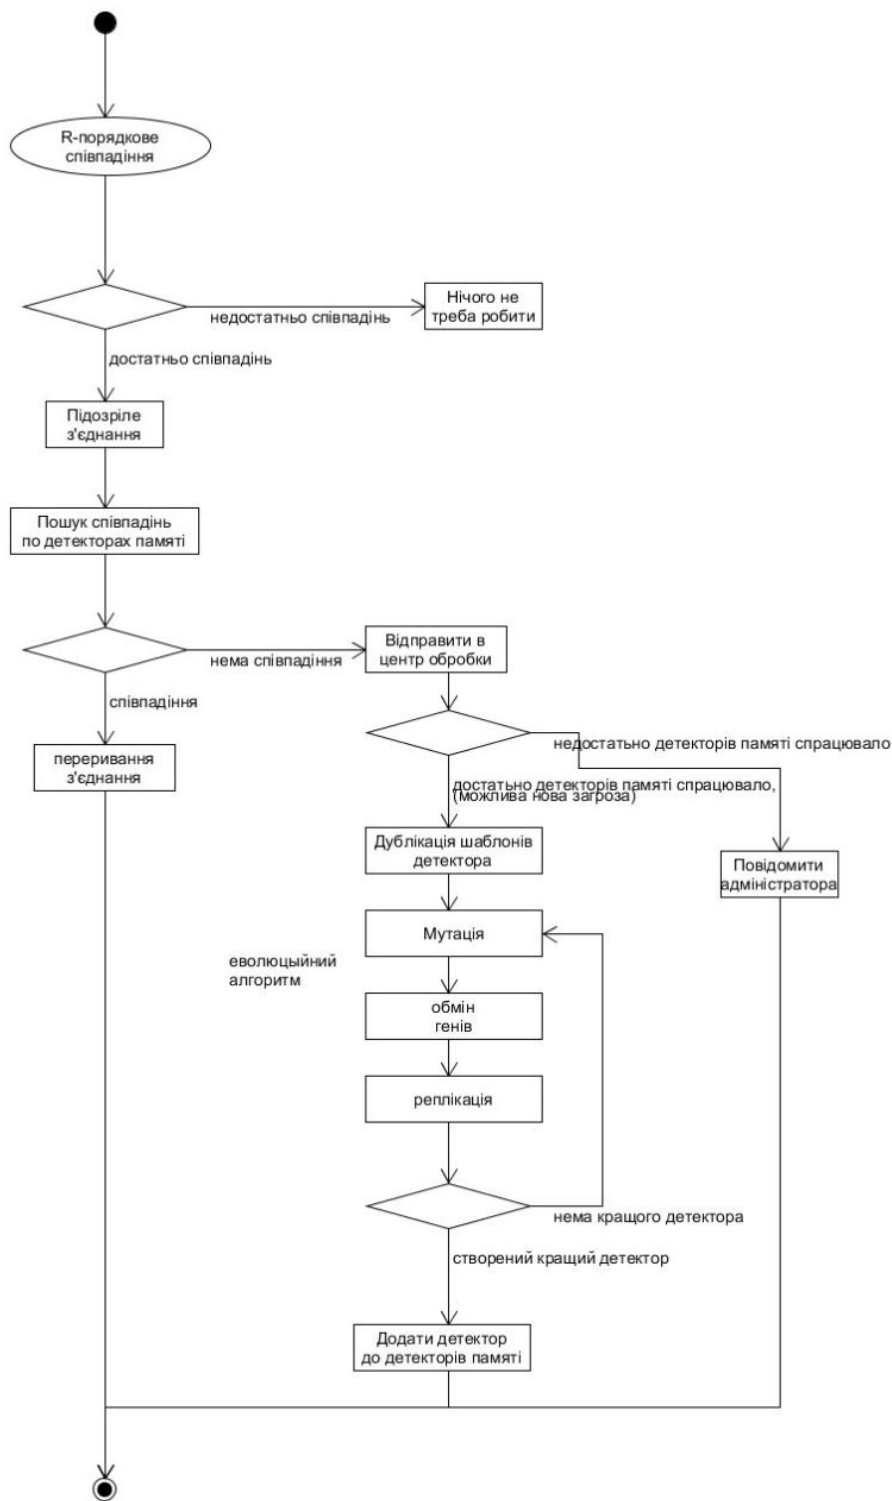 R-порядкове
співпадіння
Нічого не
треба робити
недостатньо співпадінь
достатньо співпадінь
Підозріле
з'єднання
Пошук співпадінь
по детекторах памяті
Відправити в
центр обробки
нема співпадіння
співпадіння
переривання
з'єднання
недостатьно детекторів памяті спрацювало
достатьно детекторів памяті спрацювало,
(можлива нова загроза)
Дублікація шаблонів
детектора
Повідомити
адміністратора
Мутація
еволюцыйний
алгоритм
обмін
генів
реплікація
нема кращого детектора
створений кращий детектор
Додати детектор
до детекторів памяті